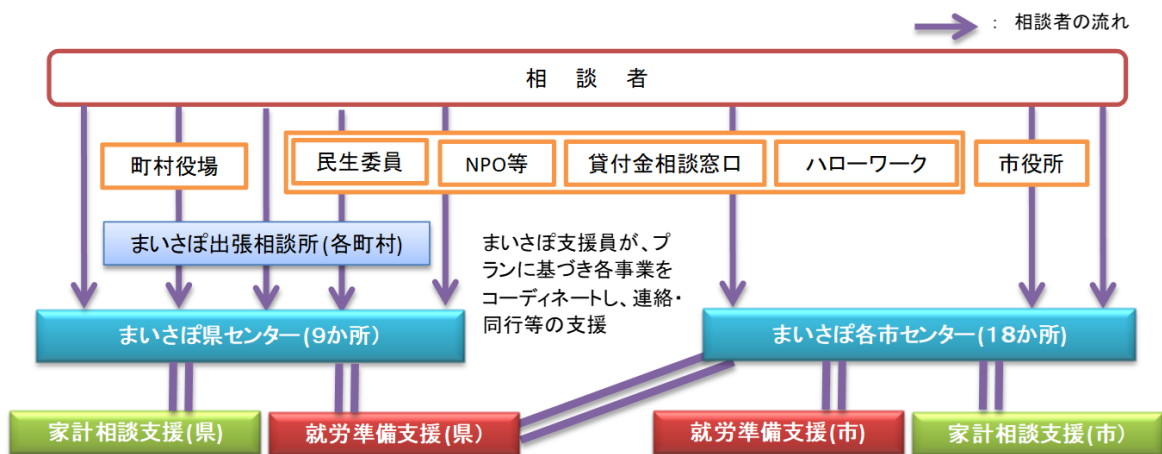 ： 相談者の流れ
相　談　者
町村役場
民生委員
NPO等
貸付金相談窓口
ハローワーク
市役所
まいさぽ出張相談所(各町村)
まいさぽ支援員が、プ
ランに基づき各事業を
コーディネートし、連絡・
同行等の支援
まいさぽ県センター(9か所)
まいさぽ各市センター(18か所)
家計相談支援(県)
就労準備支援(県)
就労準備支援(市)
家計相談支援(市)